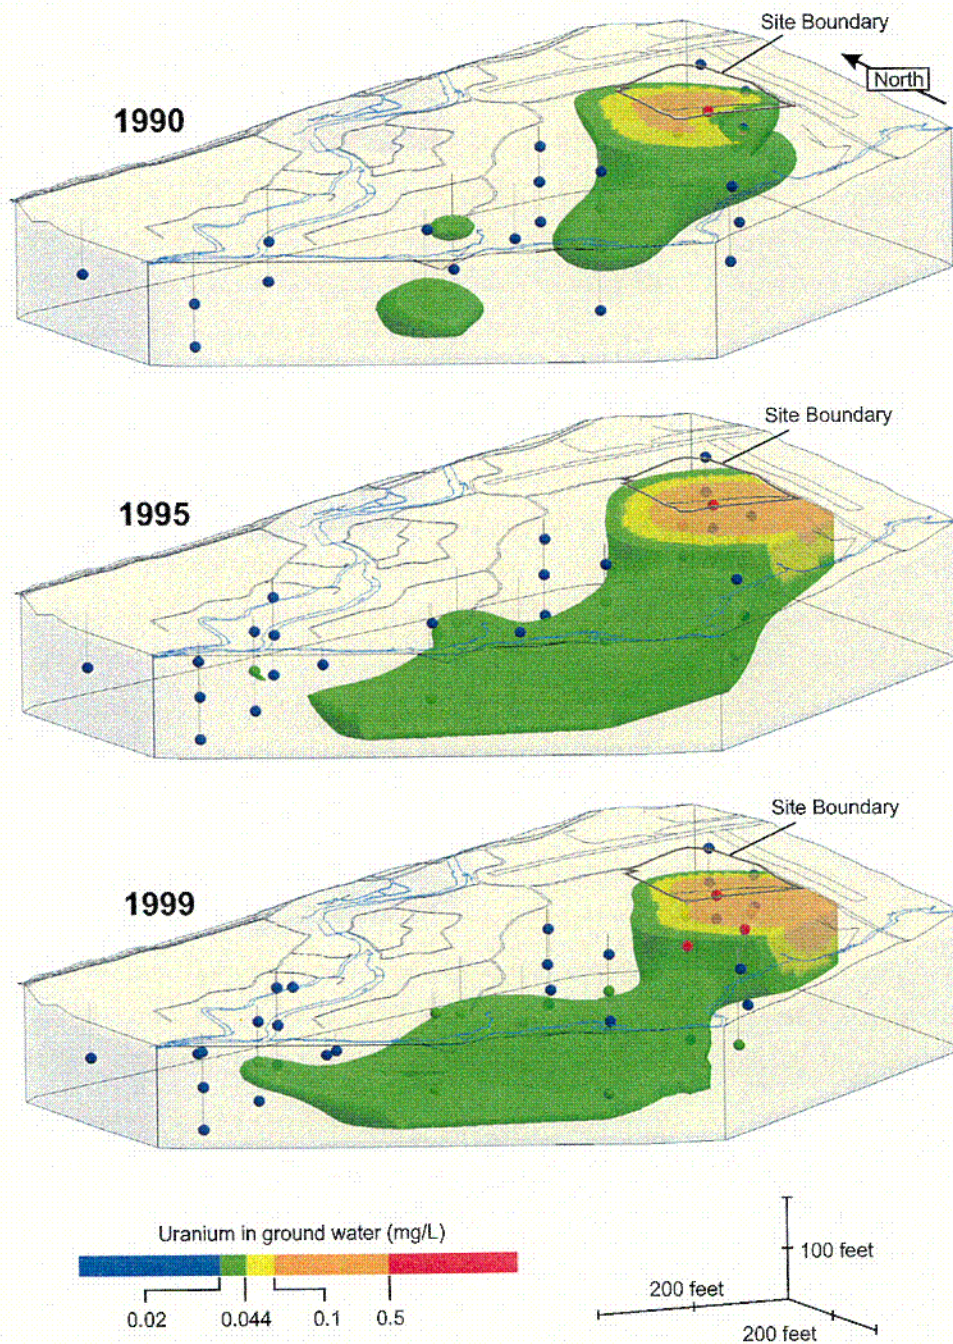 Site Boundary
North
1990
Site Boundary
1995
Site Boundary
1999
Uranium in ground water (mg/L)
0.02
0.044
0.1
0.5
100 feet
200 feet
200 feet